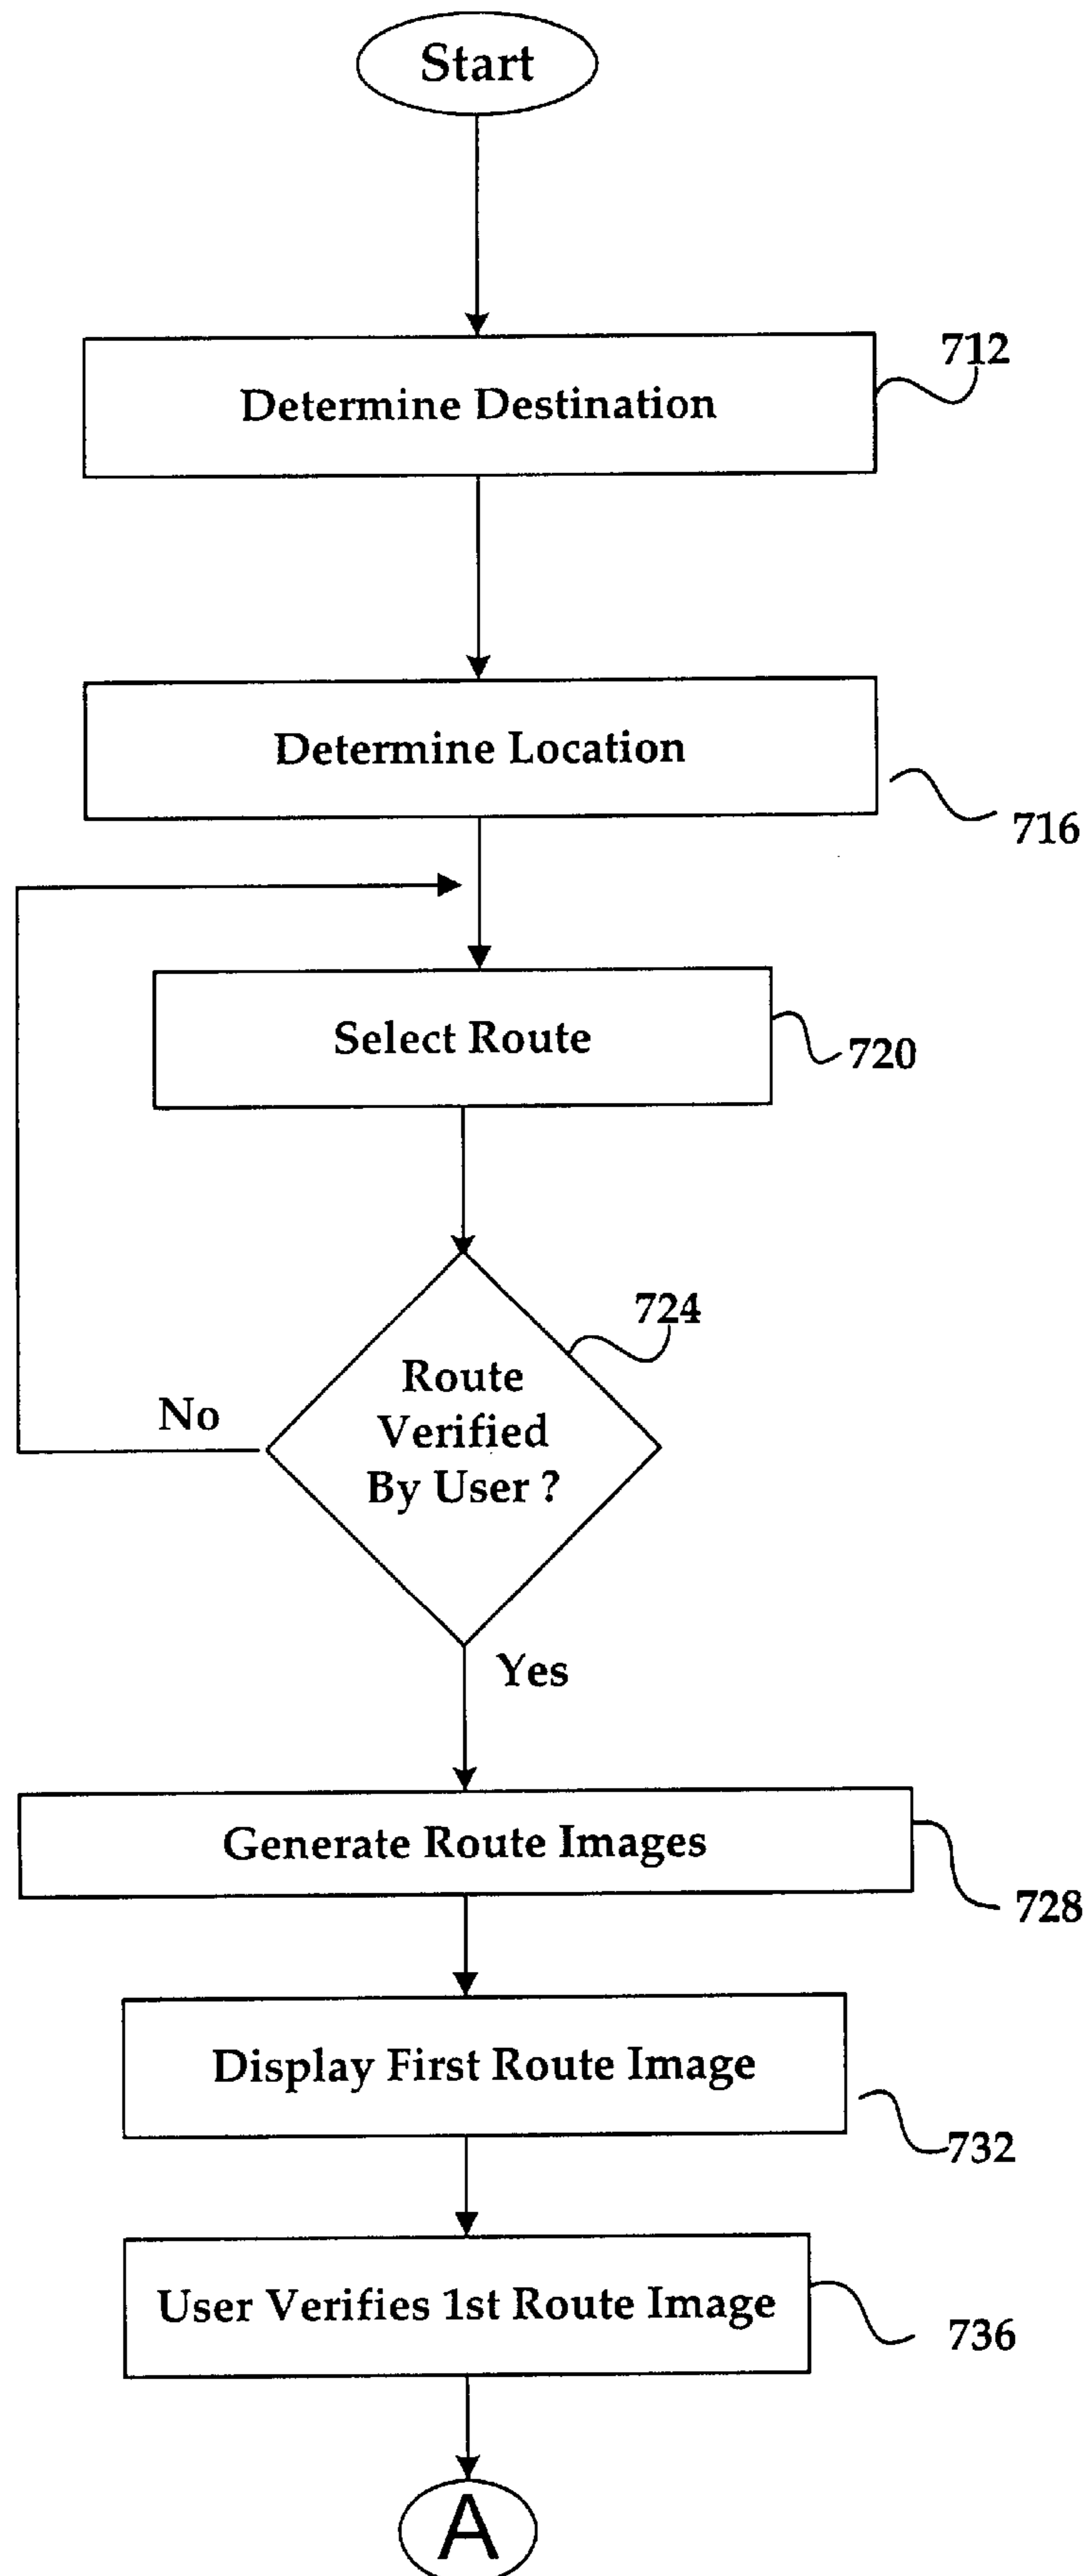 Start
712
Determine Destination
Determine Location
716
Select Route
720
724
Route
Verified
By User ?
No
Yes
Generate Route Images
728
Display First Route Image
732
User Verifies 1st Route Image
736
A